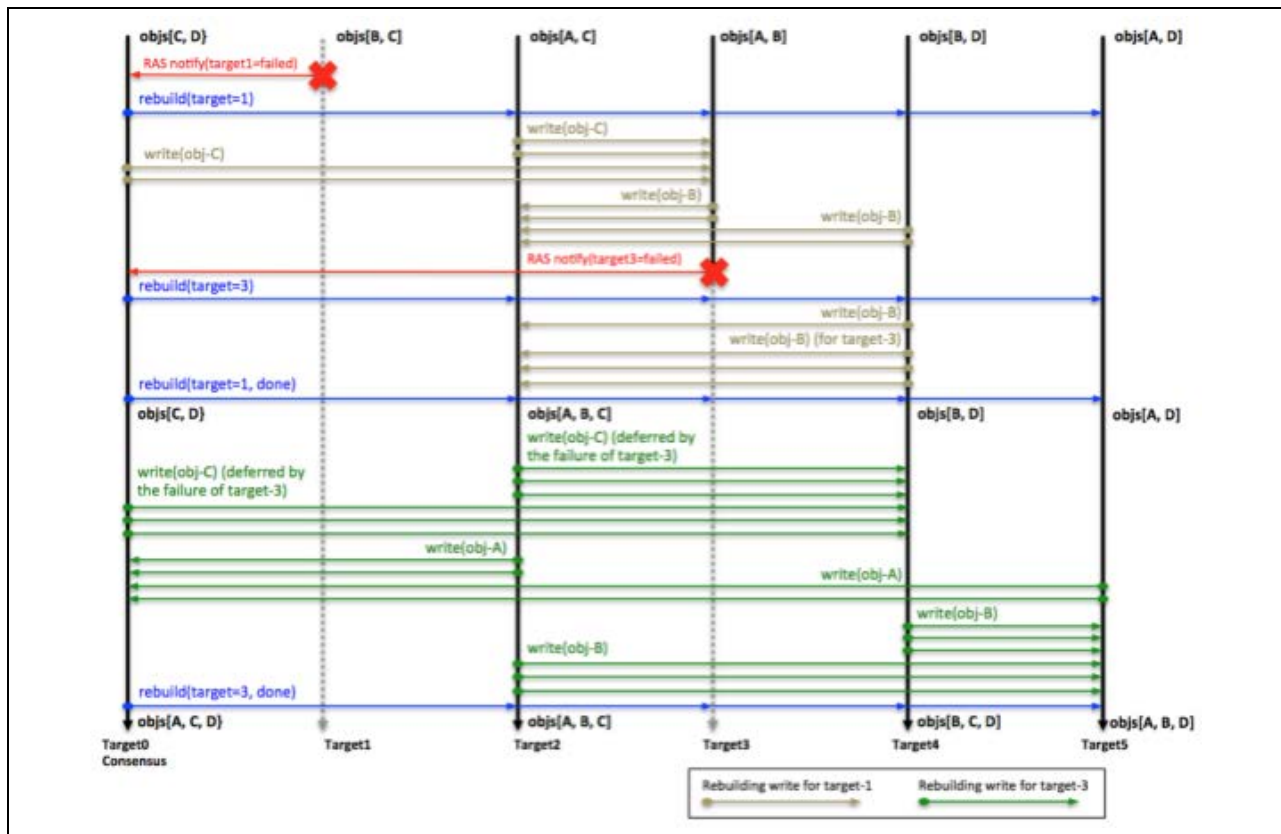 objs[C, D} objs[B, C] objs[A, C] objs[A, B] objs[B, D] objs[A, D]
RAS notify(target1=failed)
rebuild(target=1)
write(obj-C)
write(obj-C)
write(obj-B)
write(obj-B)
RAS notify(target3=failed)
rebuild(target=3)
write(obj-B)
write(obj-B) (for target-3)
rebuild(target=1, done)
objs[C, D} objs[A, B, C] objs[B, D] objs[A, D]
write(obj-C) (deferred by
the failure of target-3)
write(obj-C) (deferred by
the failure of target-3)
write(obj-A)
write(obj-A)
write(obj-B)
write(obj-B)
rebuild(target=3, done)
objs[A, C, D} objs[A, B, C] objs[B, C, D] objs[A, B, D]
Target0 Target1 Target2 Target3 Target4 Target5
Consensus
Rebuilding write for target-1 Rebuilding write for target-3